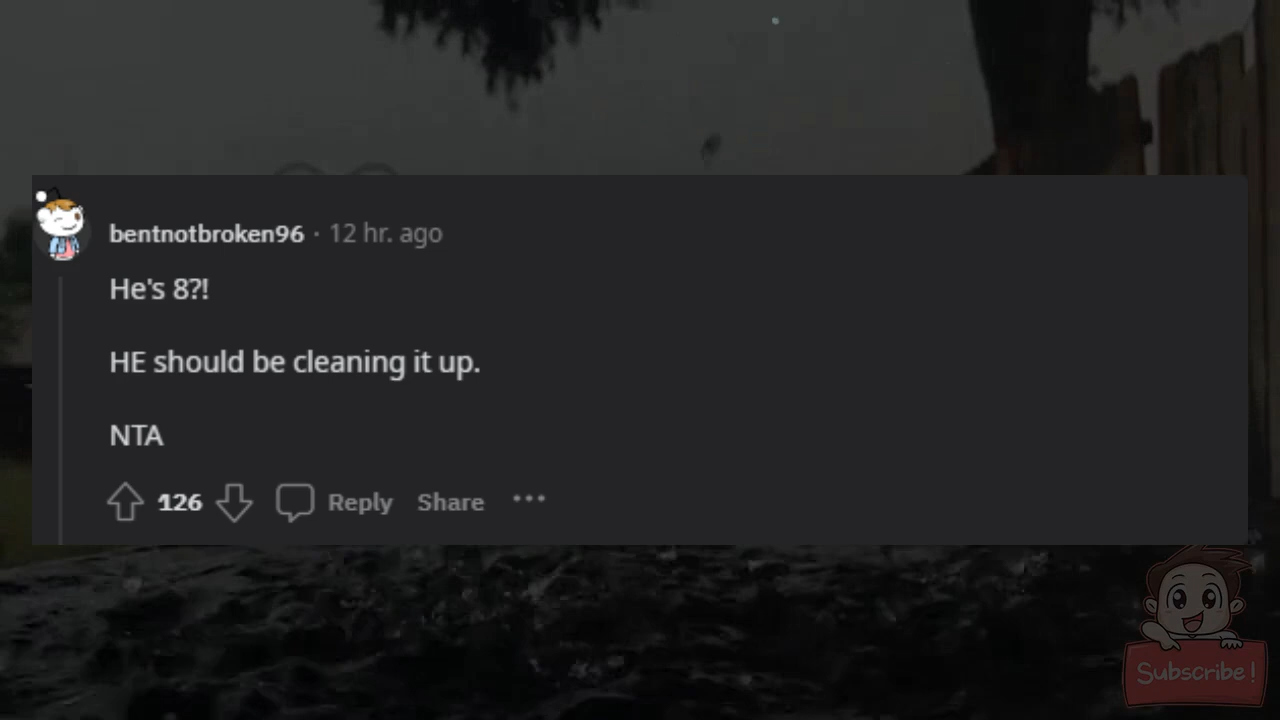 bentnotbroken96 · 12 hr. ago
He's 8?!
HE should be cleaning it up.
NTA
126 Reply Share ...
Subscribe!